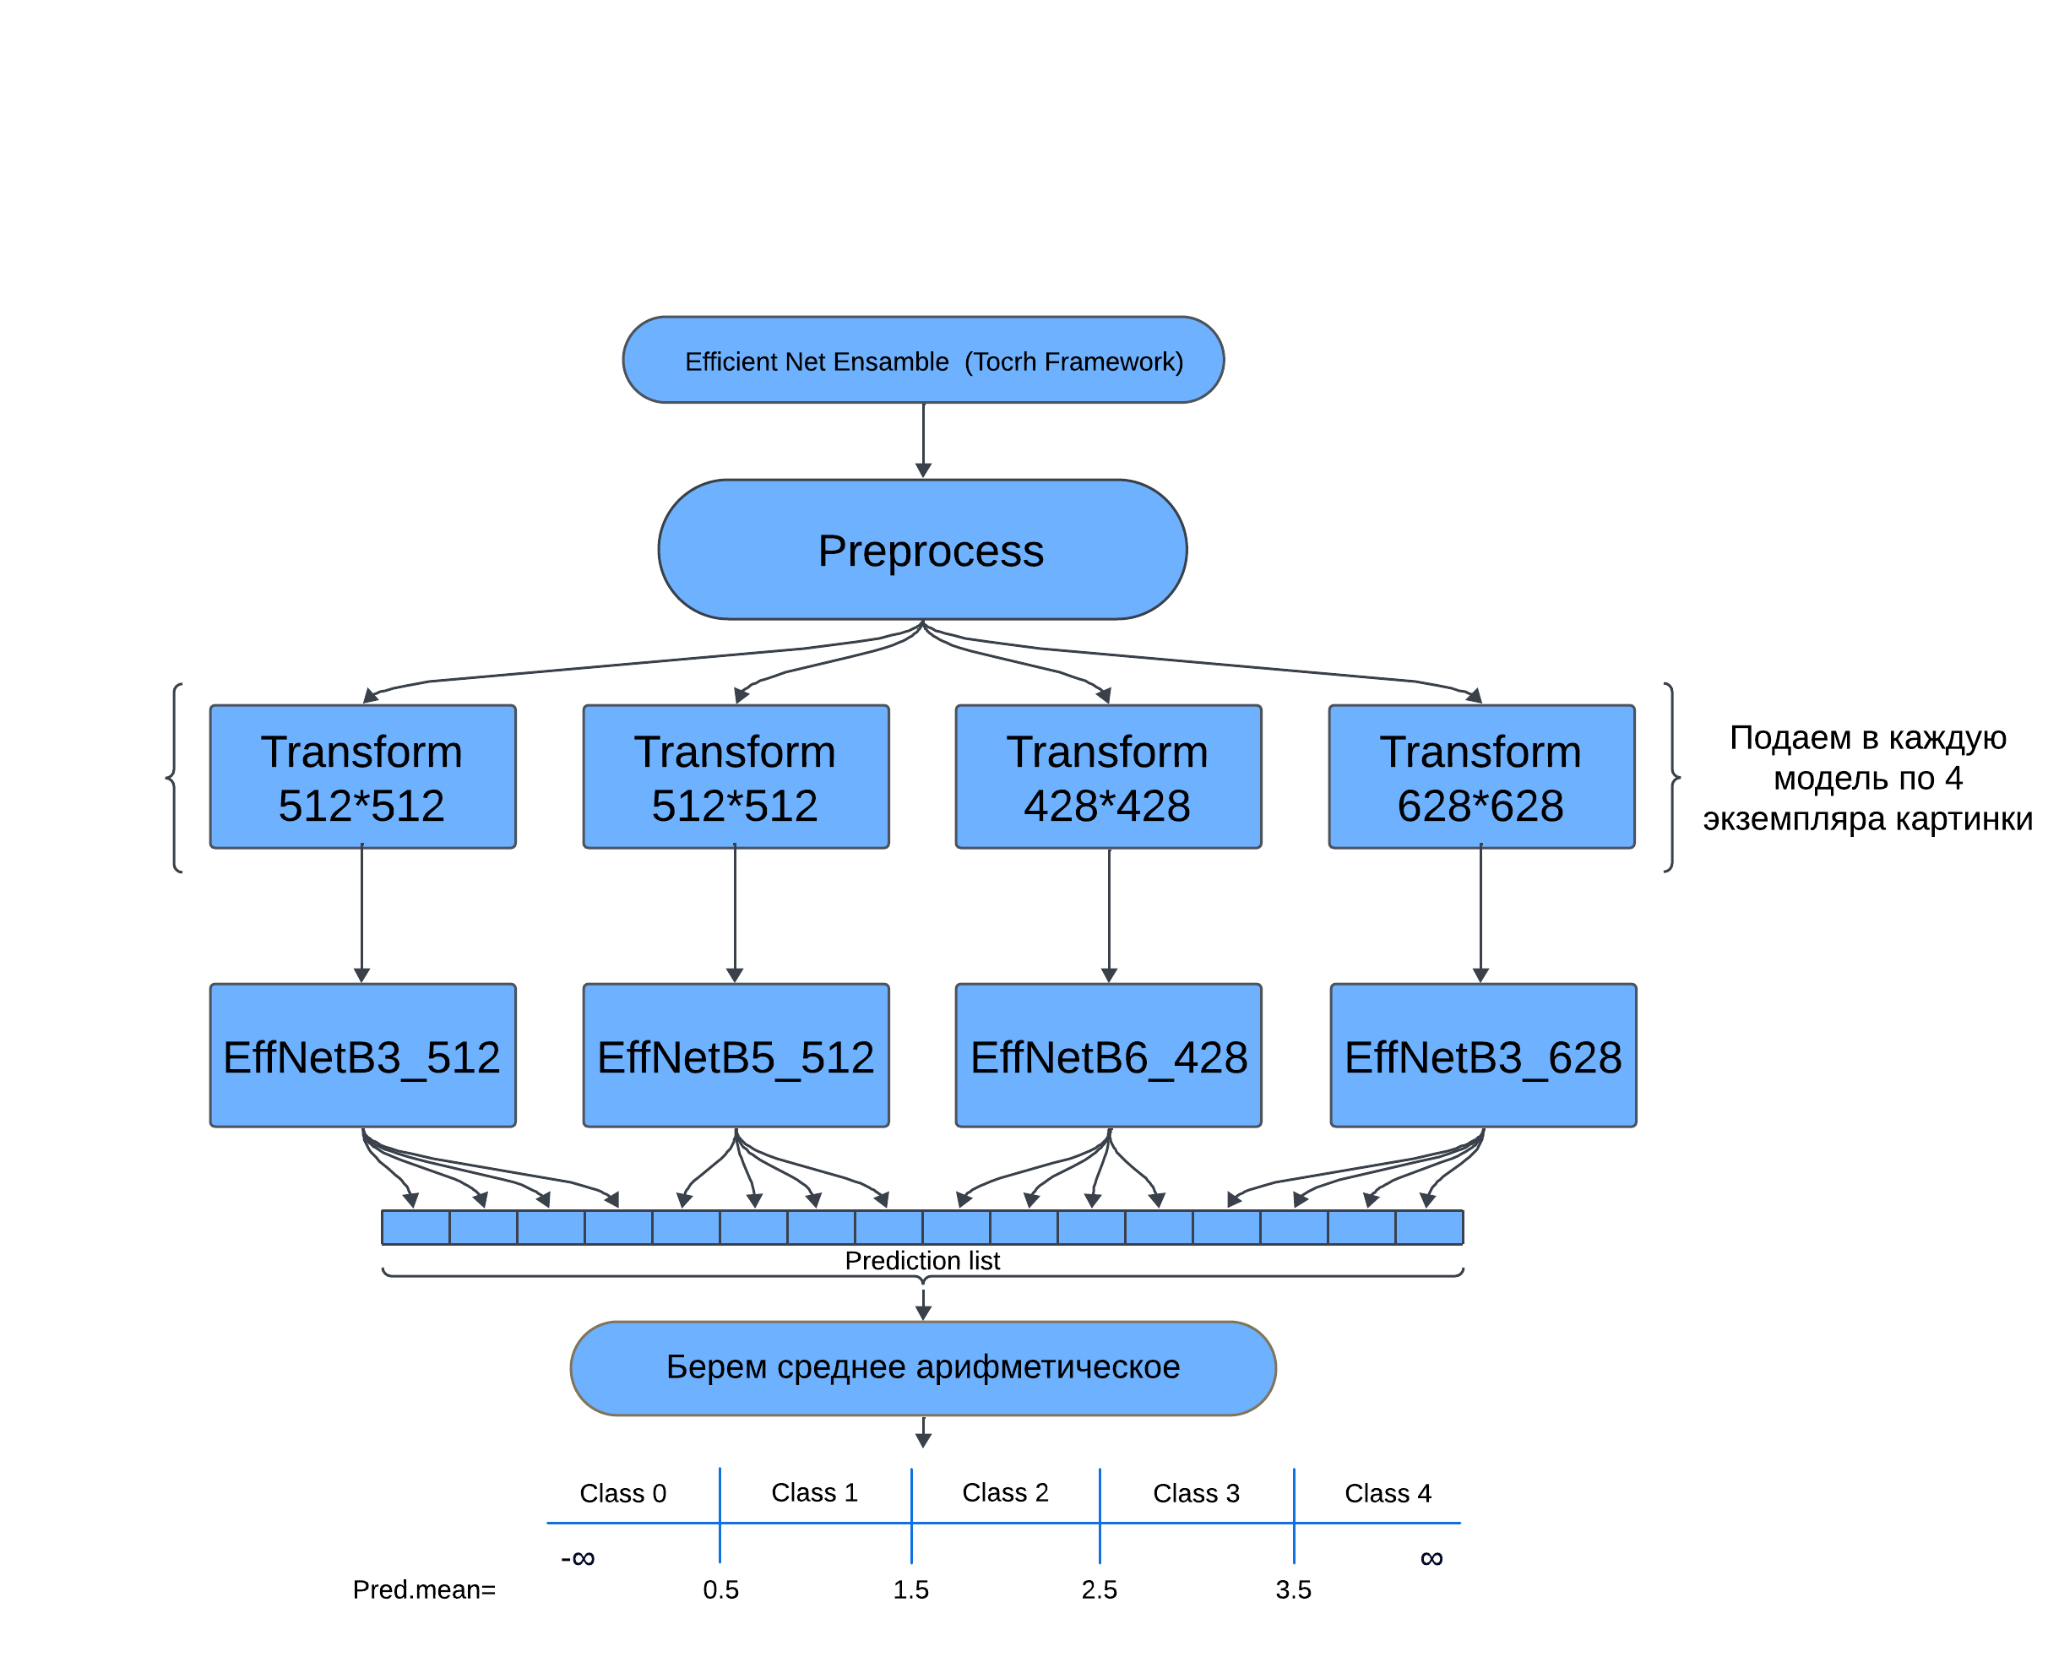 Efficient Net Ensamble  (Tocrh Framework)
Preprocess
Transform
512*512
Transform
512*512
Transform
428*428
Transform
628*628
Подаем в каждую
модель по 4
экземпляра картинки
EffNetB3_512
EffNetB5_512
EffNetB6_428
EffNetB3_628
Prediction list
Берем среднее арифметическое
Class 0
Class 1
Class 2
Class 3
Class 4
-∞
∞
Pred.mean=
0.5
1.5
2.5
3.5